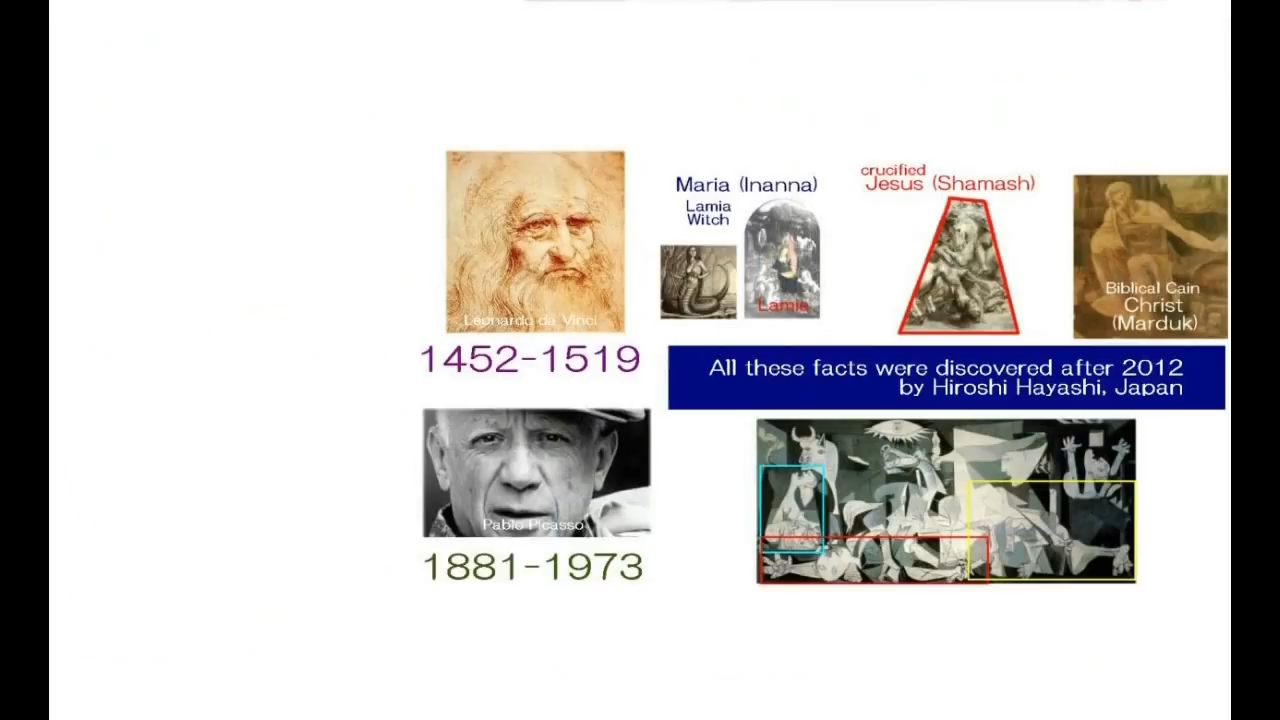 Leonardo da Vinci
1452-1519
Maria (Inanna)
Lamia
Witch
Lamia
crucified
Jesus (Shamash)
Biblical Cain
Christ
(Marduk)
All these facts were discovered after 2012
by Hiroshi Hayashi, Japan
Pablo Picasso
1881-1973